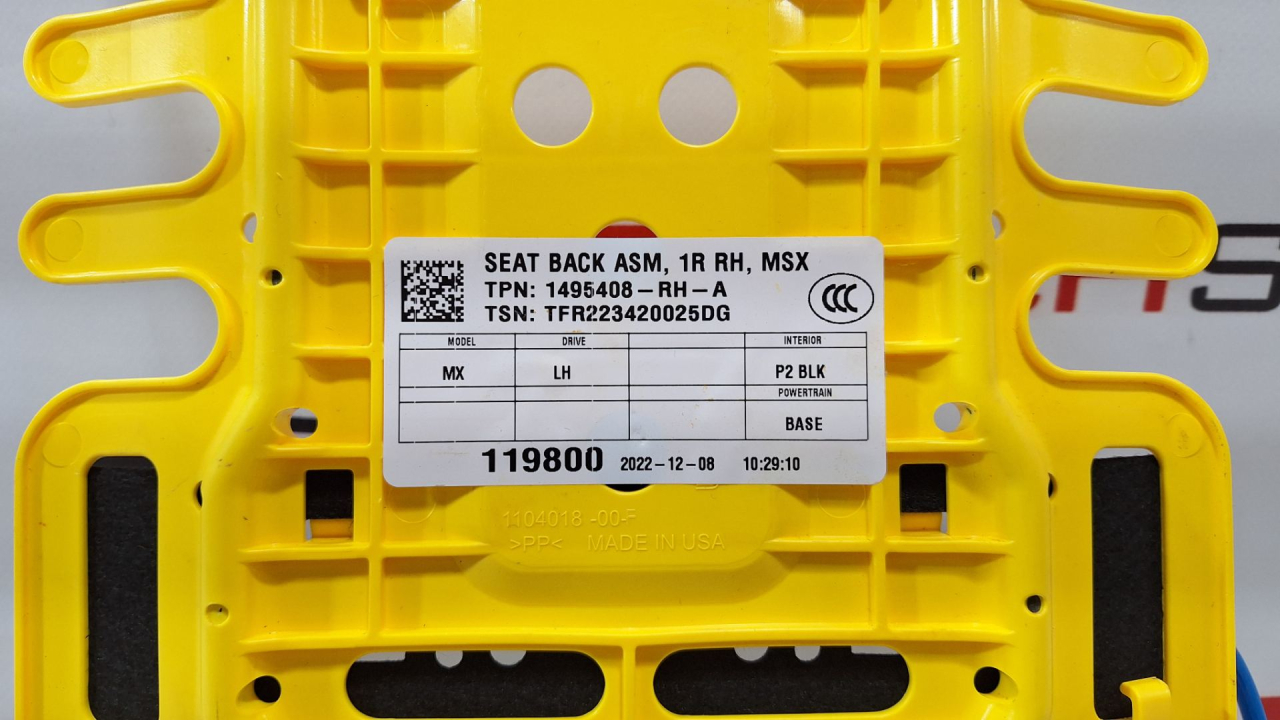 SEAT BACK ASM, 1R RH, MSX
TPN: 1495408-RH-A
TSN: TFR223420025DG
CCC
MODEL DRIVE INTERIOR
MX LH P2 BLK
POWERTRAIN
BASE
119800 2022-12-08 10:29:10
1104018 -00-F
>PP< MADE IN USA